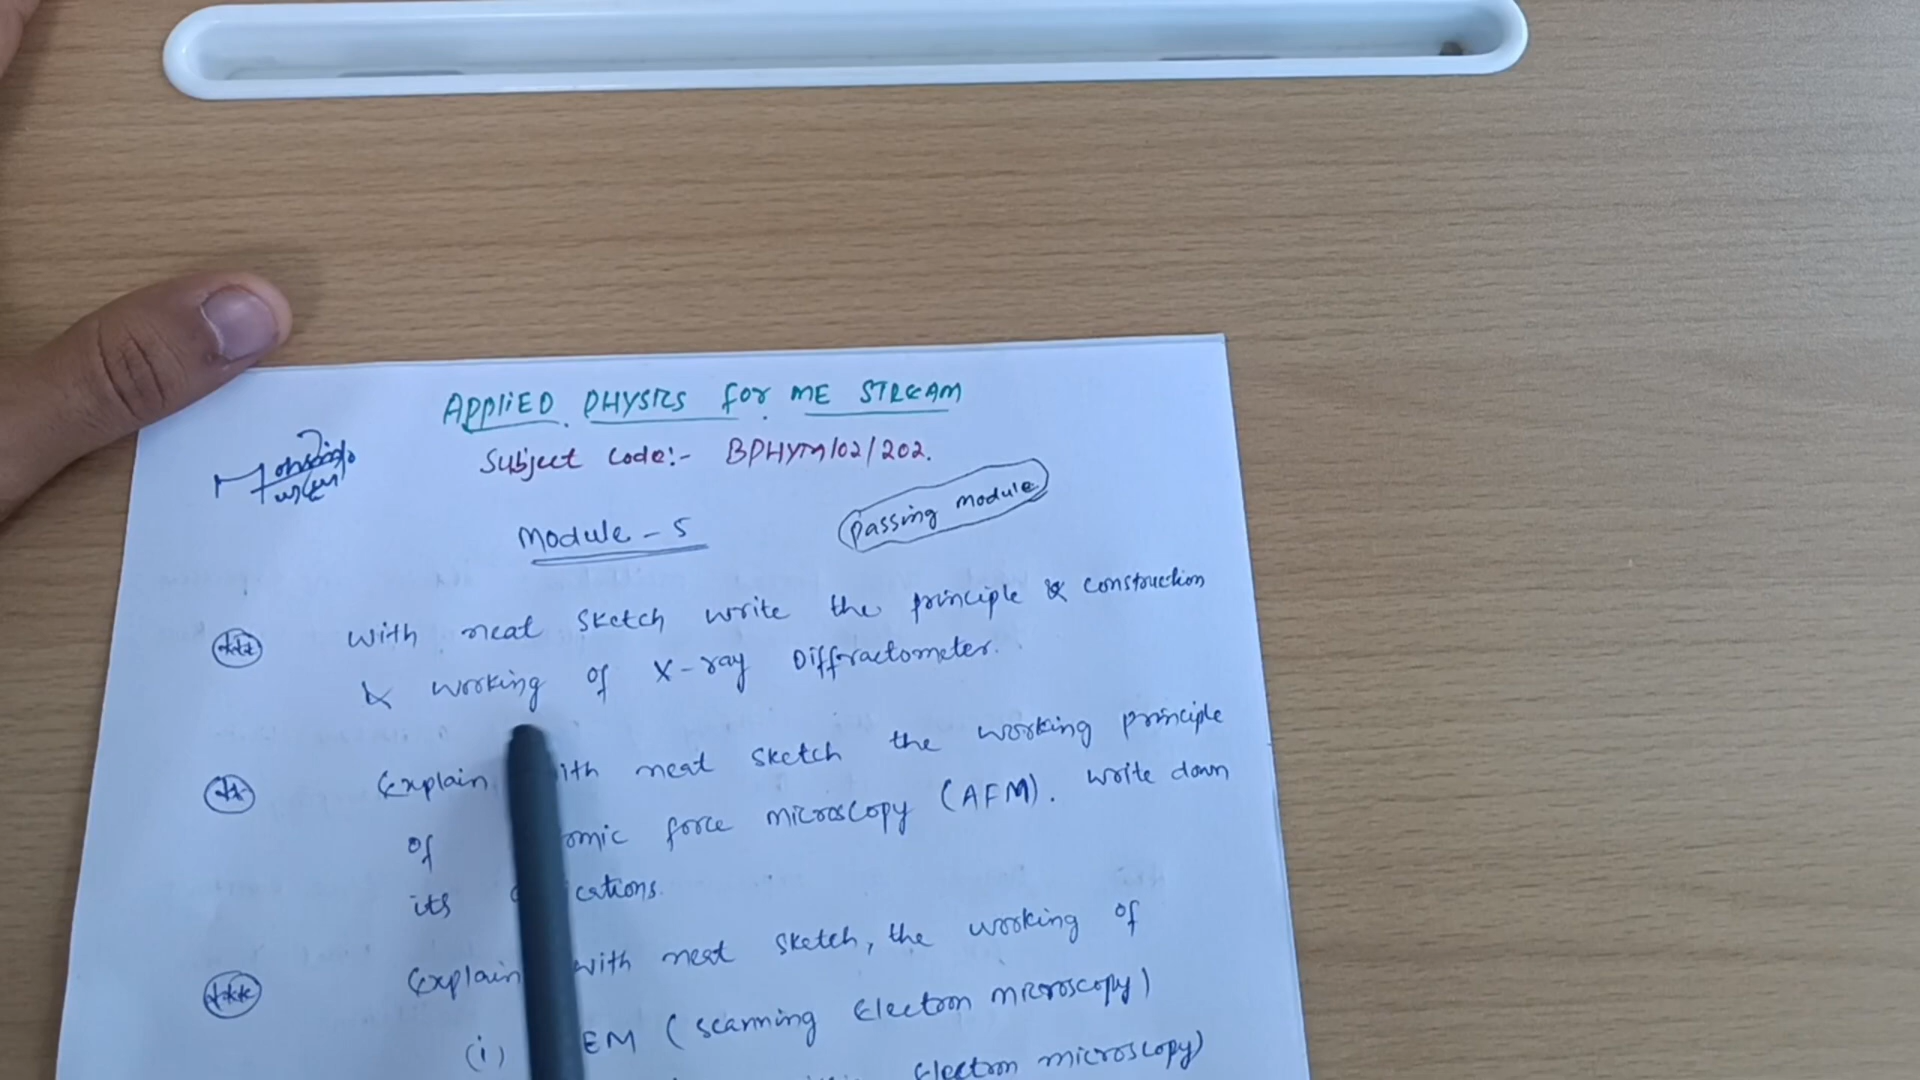 APPLIED PHYSICS for ME STREAM
Subject Code:- BPHYM102/202.
Module - 5
passing module
With neat sketch write the principle & construction
& working of X-ray Diffractometer.
Explain with neat sketch the working principle
of omic force microscopy (AFM). Write down
its cations.
Explain with neat sketch, the working of
(i) EM (scanning Electron microscopy)
Electron microscopy)